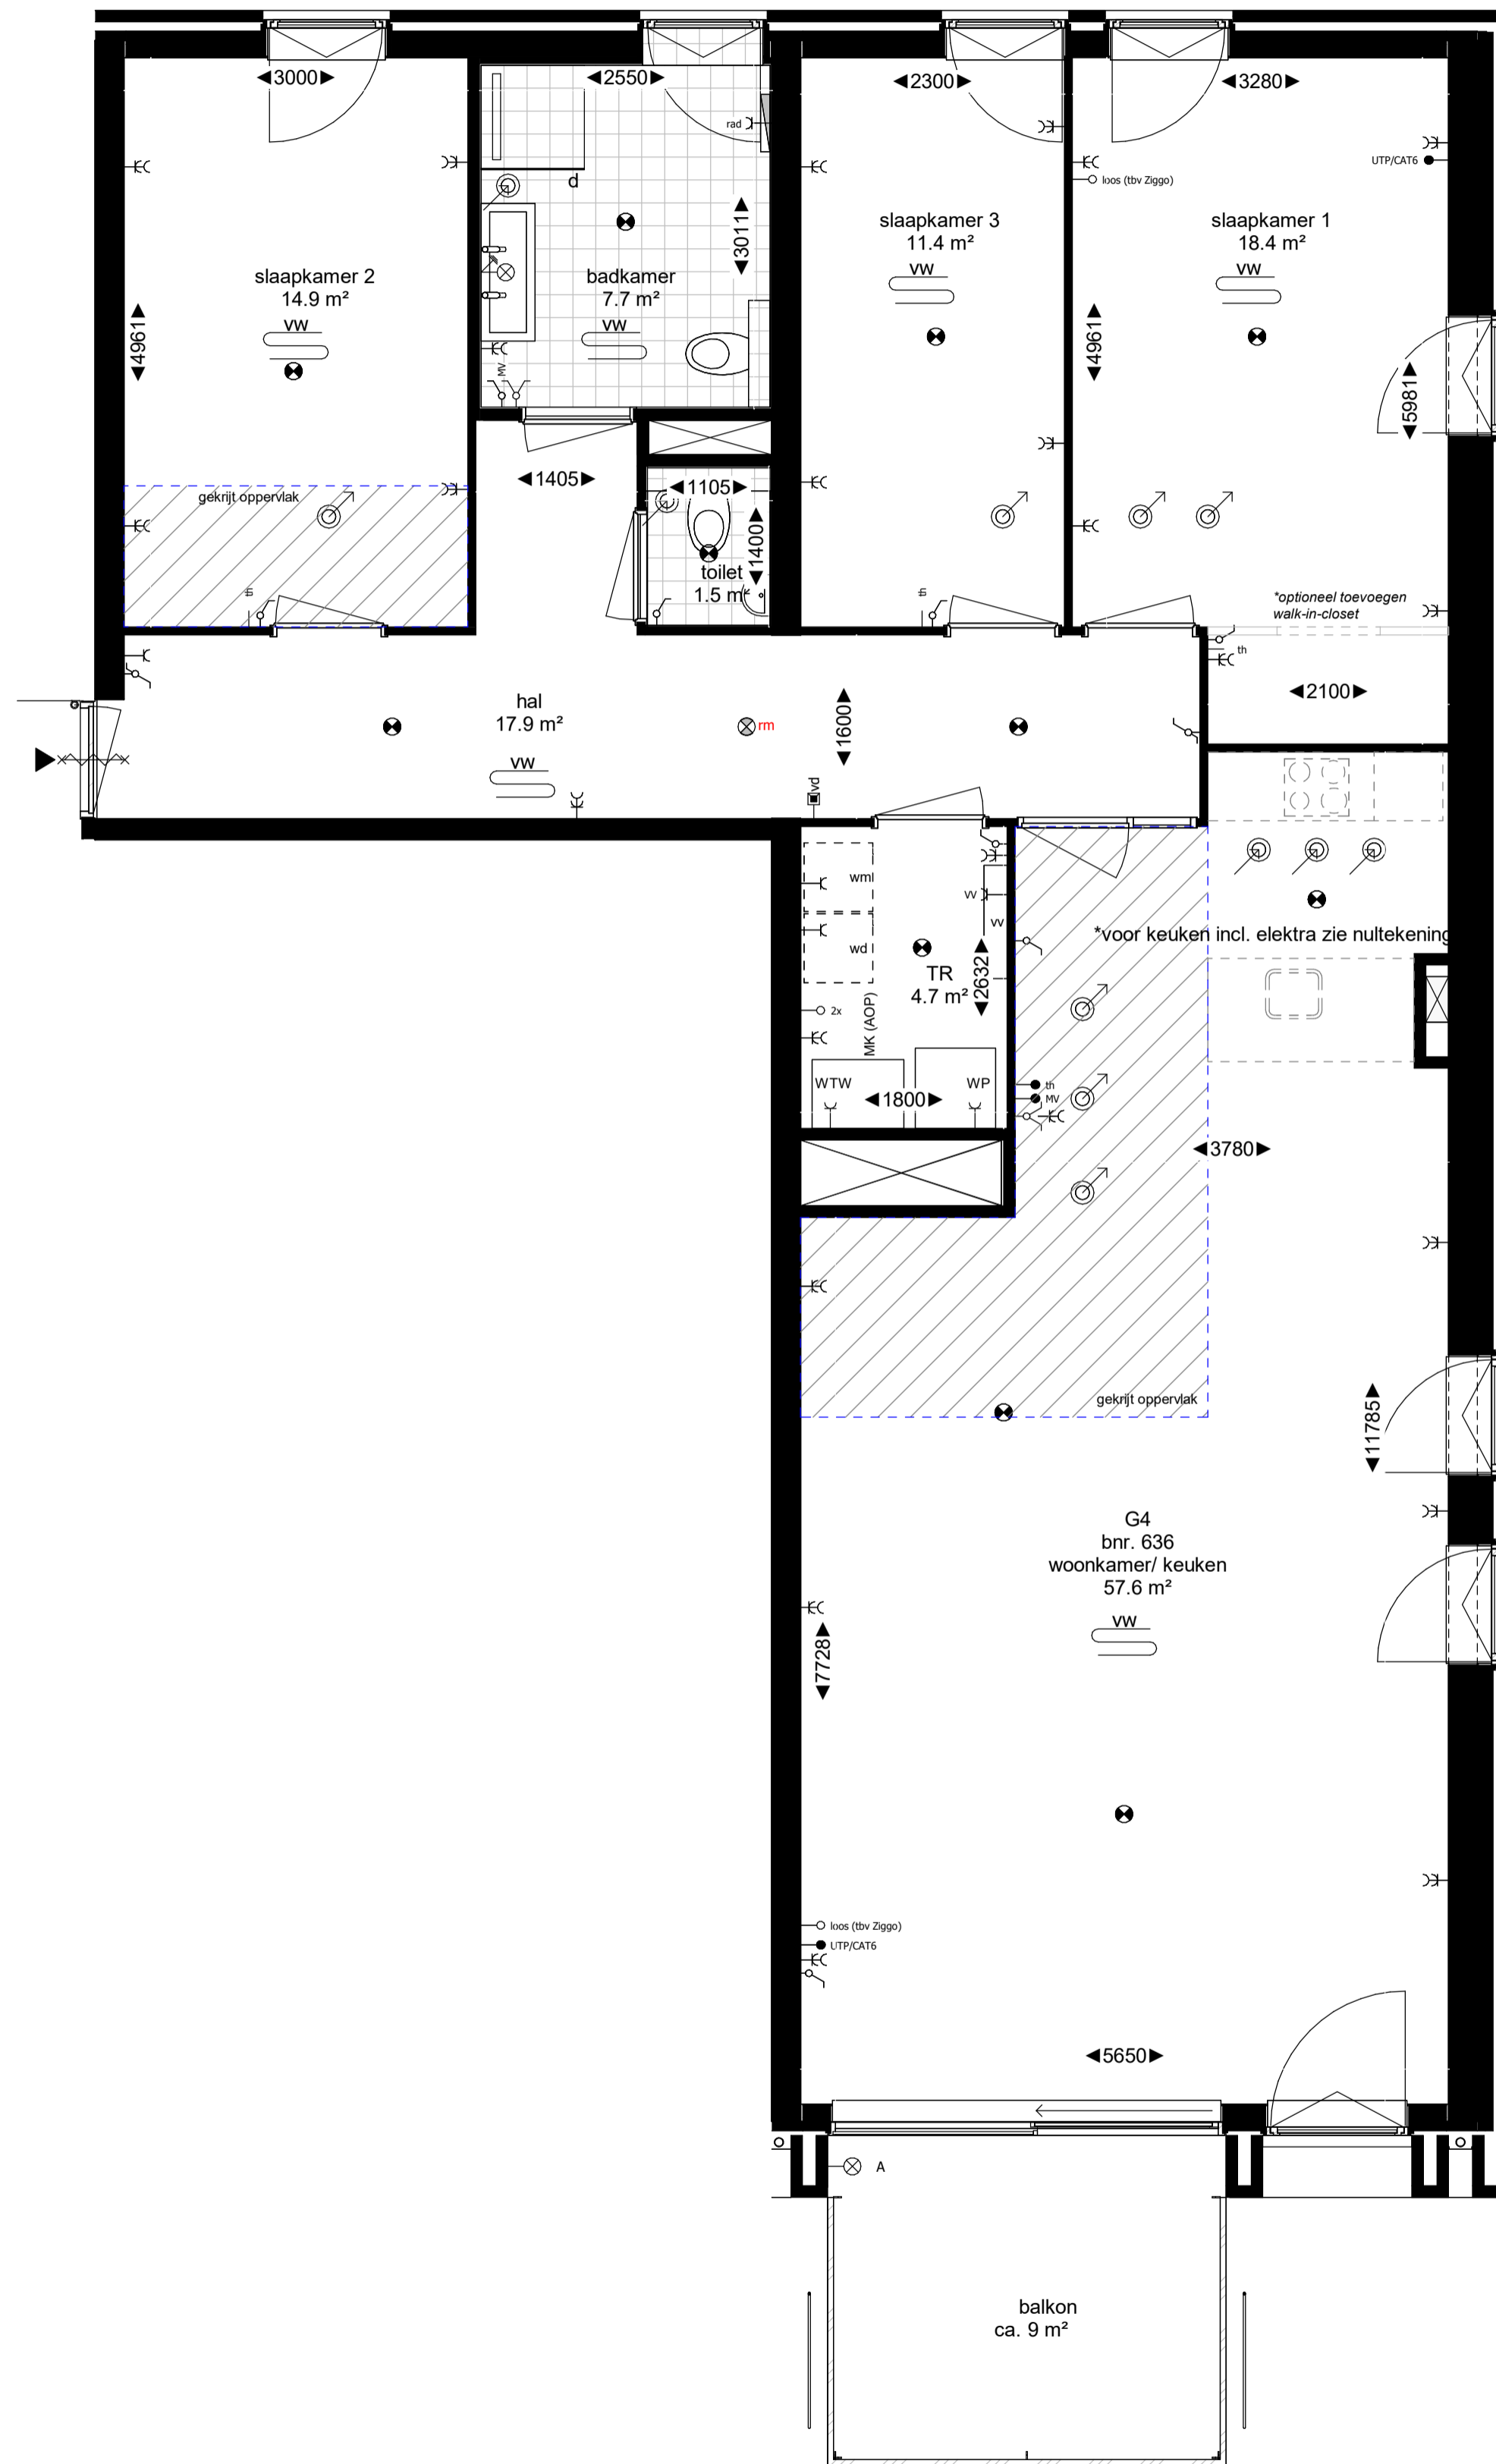 3000
2550
2300
3280
rad
UTP/CAT6
loos (tbv Ziggo)
d
3011
slaapkamer 3
11.4 m²
vw
slaapkamer 1
18.4 m²
vw
slaapkamer 2
14.9 m²
vw
badkamer
7.7 m²
vw
4961
4961
5981
MV
1405
1105
1400
gekrijt oppervlak
toilet
1.5 m²
th
th
*optioneel toevoegen
walk-in-closet
th
2100
hal
17.9 m²
vw
rm
1600
vd
wm
vv
vv
wd
*voor keuken incl. elektra zie nultekening
TR
4.7 m²
2632
2x
MK (AOP)
WTW
WP
1800
th
MV
3780
gekrijt oppervlak
11785
G4
bnr. 636
woonkamer/ keuken
57.6 m²
vw
7728
loos (tbv Ziggo)
UTP/CAT6
5650
A
balkon
ca. 9 m²